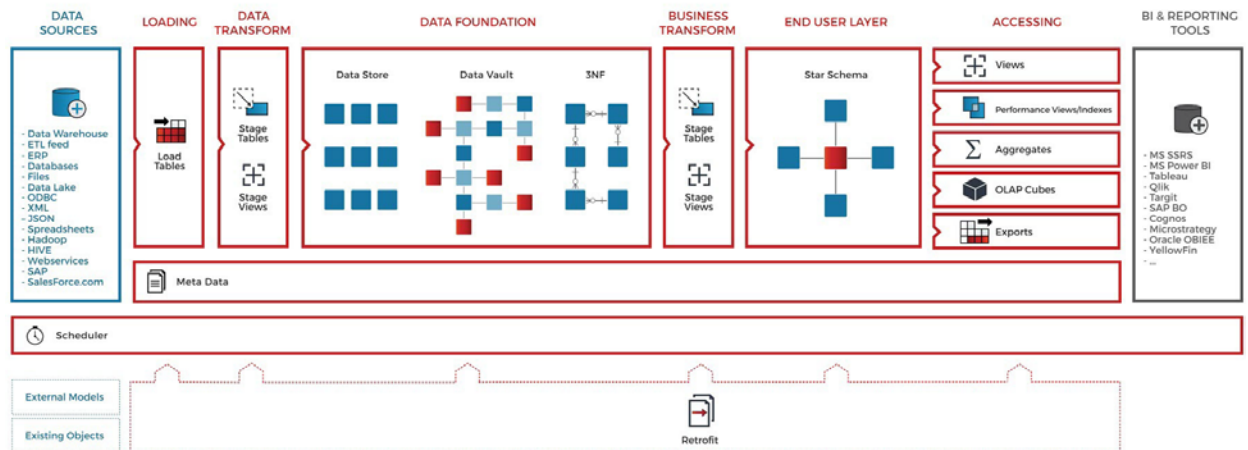 DATA
SOURCES
- Data Warehouse
- ETL feed
- ERP
- Databases
- Files
- Data Lake
- ODBC
- XML
- JSON
- Spreadsheets
- Hadoop
- HIVE
- Webservices
- SAP
- SalesForce.com
LOADING
Load
Tables
DATA
TRANSFORM
Stage
Tables
Stage
Views
DATA FOUNDATION
Data Store
Data Vault
3NF
BUSINESS
TRANSFORM
Stage
Tables
Stage
Views
END USER LAYER
Star Schema
ACCESSING
Views
Performance Views/Indexes
Σ
Aggregates
OLAP Cubes
Exports
BI & REPORTING
TOOLS
- MS SSRS
- MS Power BI
- Tableau
- Qlik
- Targit
- SAP BO
- Cognos
- Microstrategy
- Oracle OBIEE
- YellowFin
- ...
Meta Data
Scheduler
External Models
Existing Objects
Retrofit